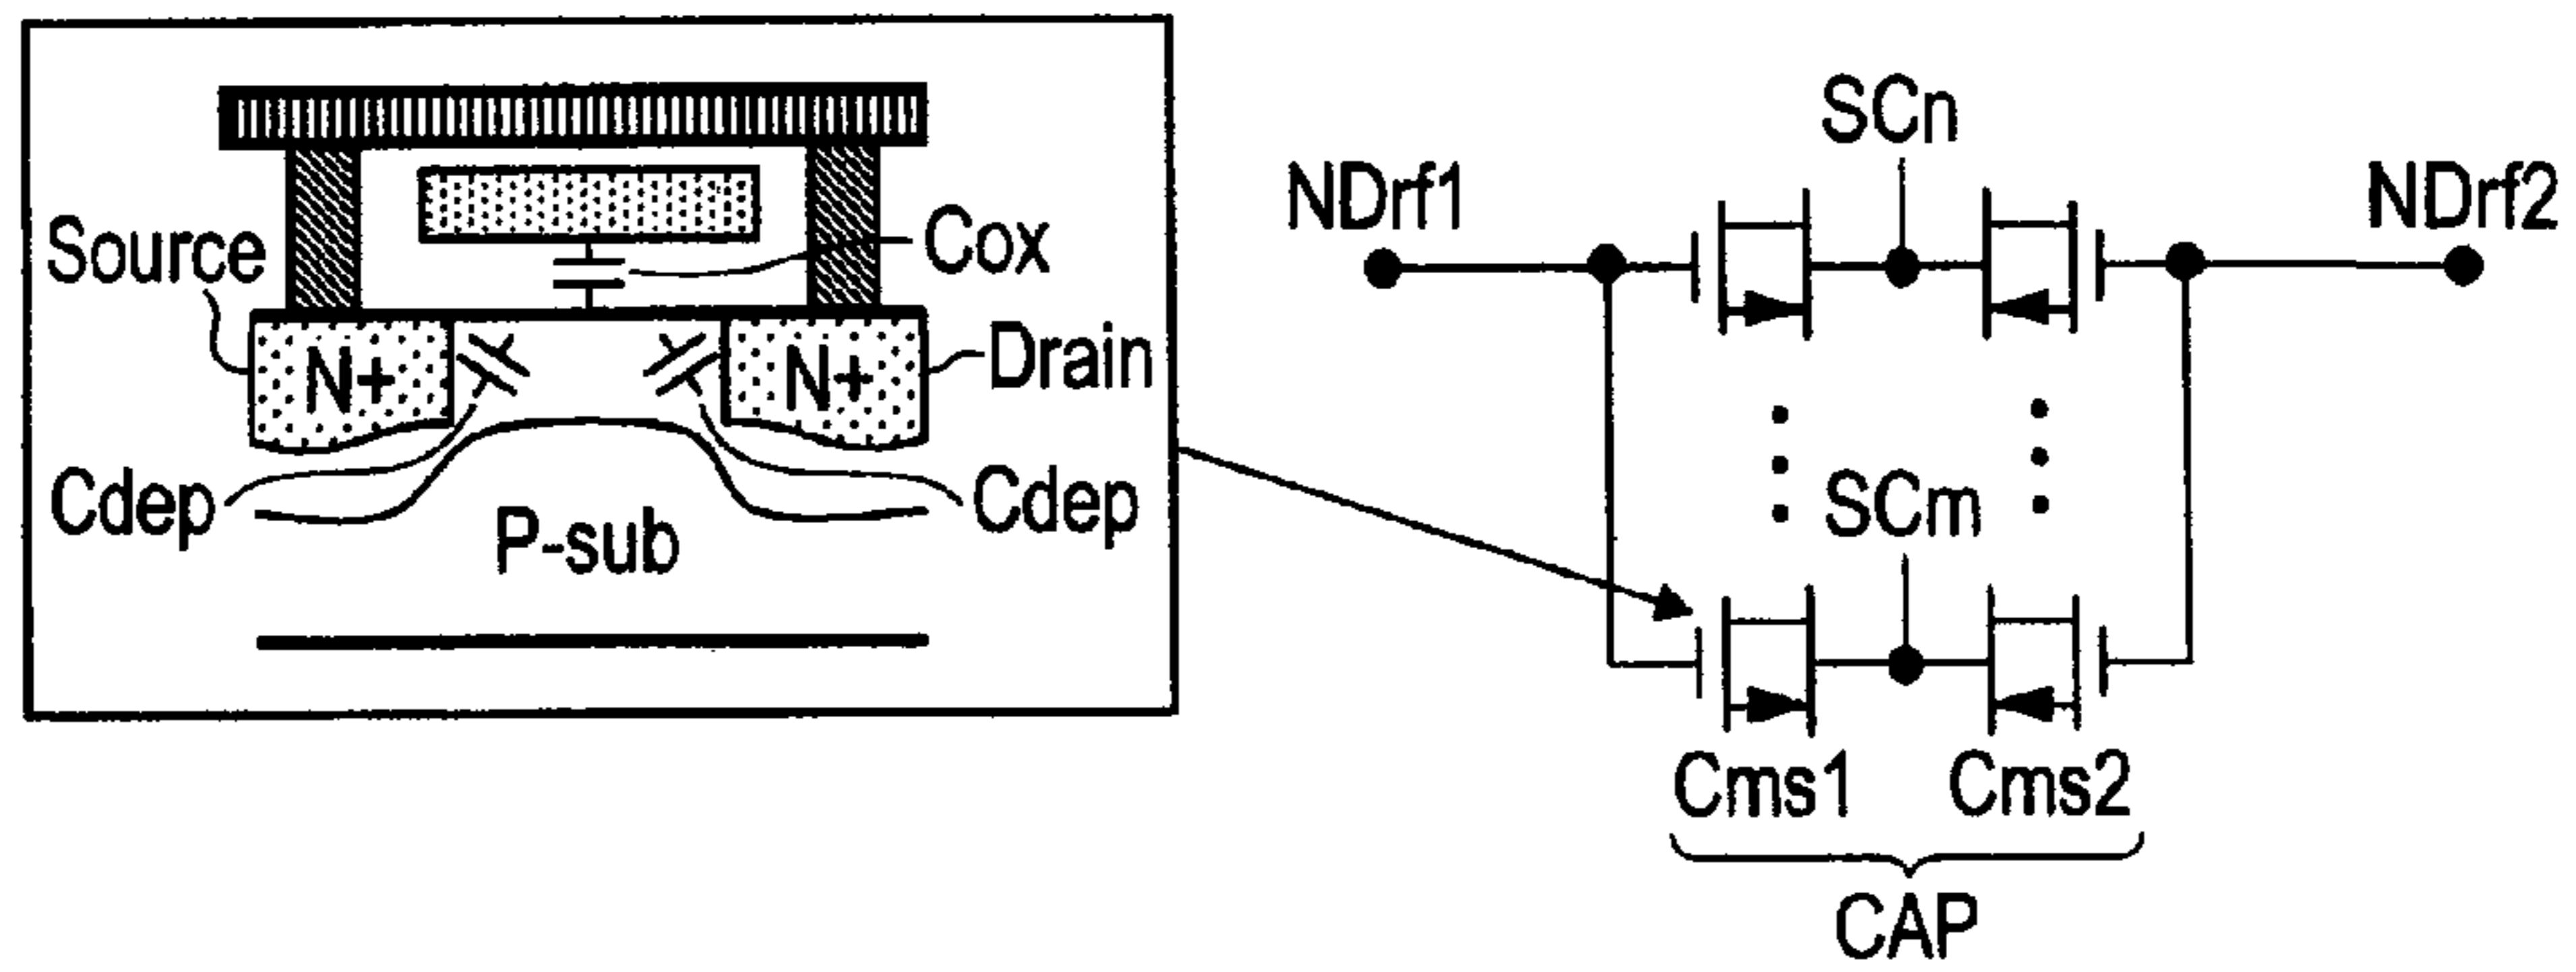 Source
Cox
N+
N+
Drain
Cdep
Cdep
P-sub
SCn
NDrf1
NDrf2
SCm
Cms1
Cms2
CAP